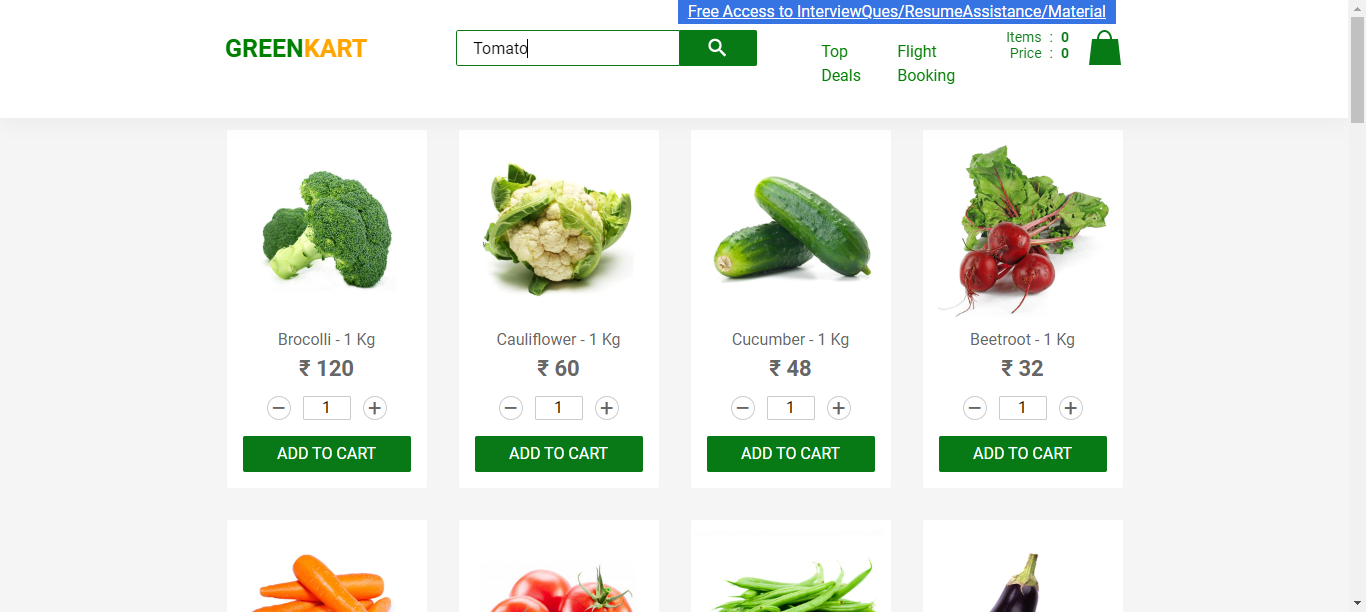 Free Access to InterviewQues/ResumeAssistance/Material
GREENKART
Tomato
Top Deals
Flight Booking
Items : 0
Price : 0
Brocolli - 1 Kg
₹ 120
− 1 +
ADD TO CART
Cauliflower - 1 Kg
₹ 60
− 1 +
ADD TO CART
Cucumber - 1 Kg
₹ 48
− 1 +
ADD TO CART
Beetroot - 1 Kg
₹ 32
− 1 +
ADD TO CART